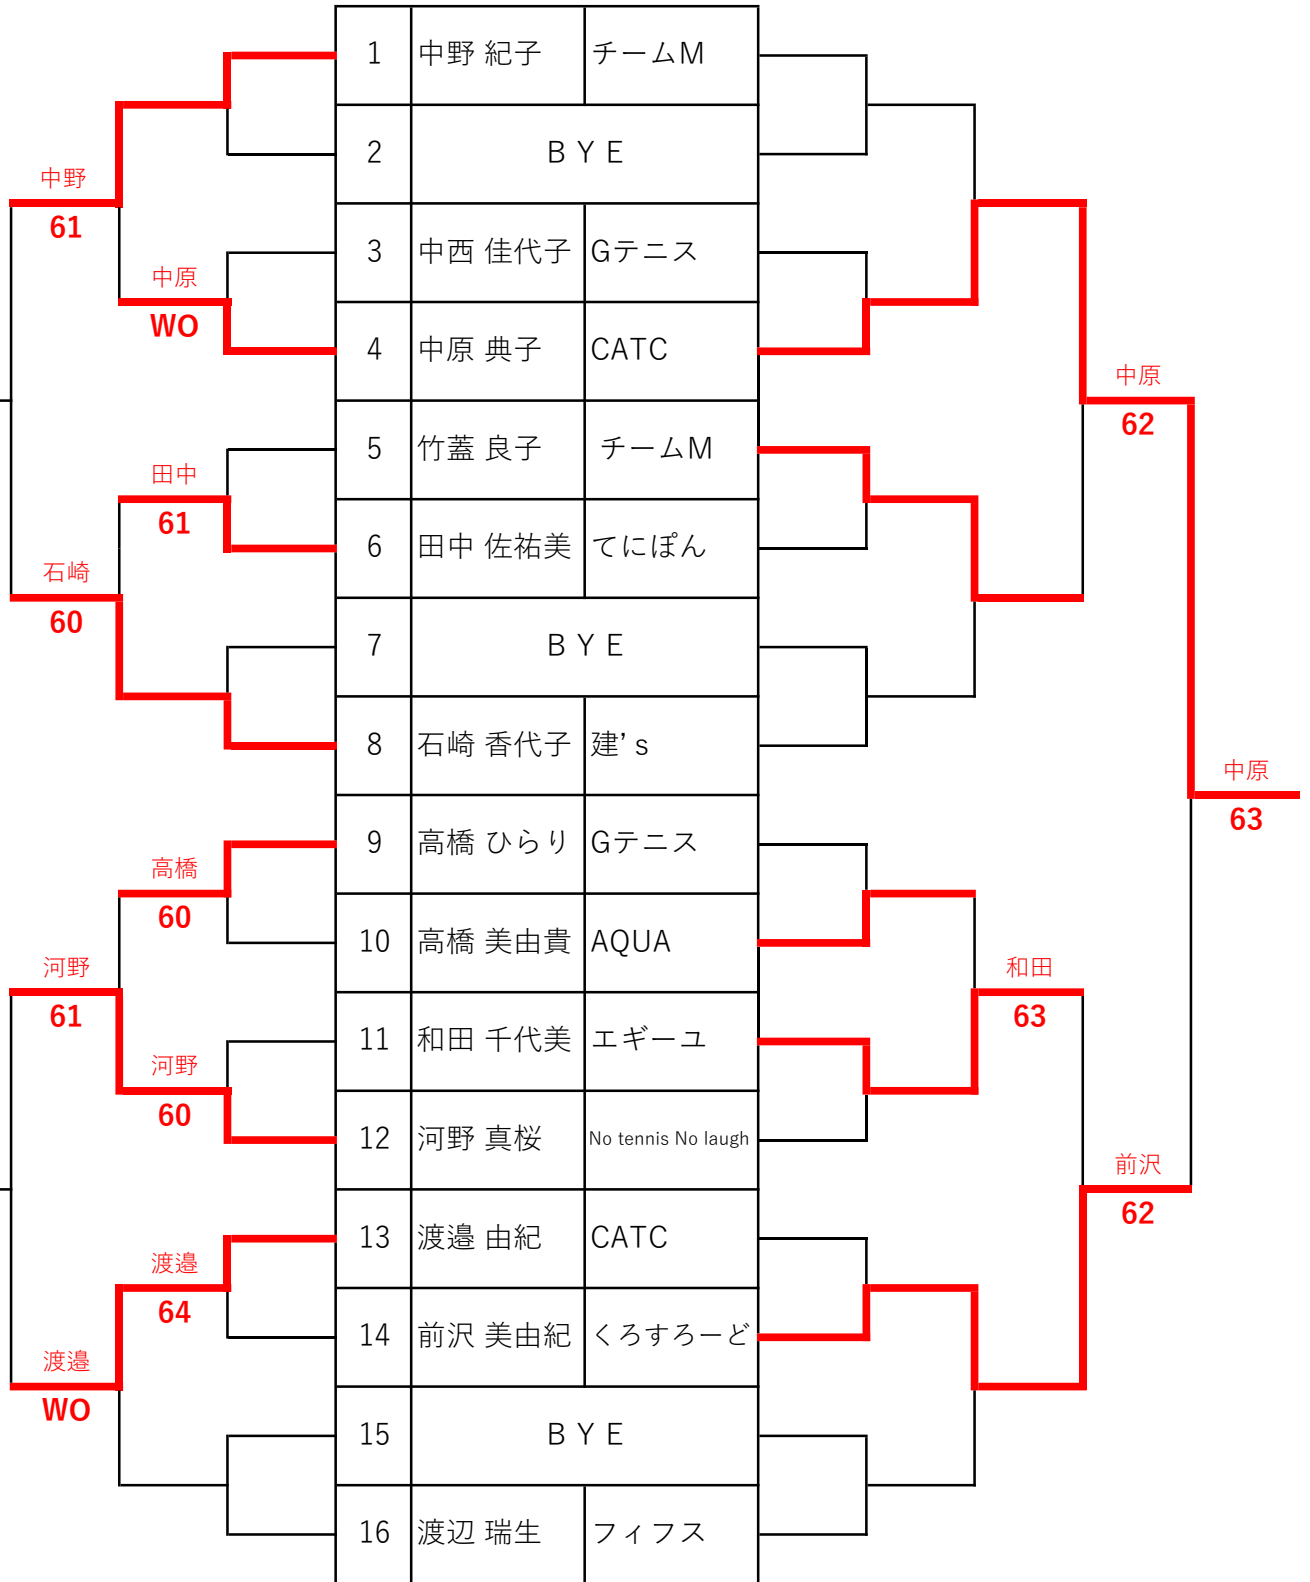 1 中野 紀子 チームM
2 BYE
中野
61
3 中西 佳代子 Gテニス
中原
WO
4 中原 典子 CATC
中原
62
5 竹蓋 良子 チームM
田中
61
6 田中 佐祐美 てにぽん
石崎
60
7 BYE
8 石崎 香代子 建’s
中原
63
9 高橋 ひらり Gテニス
高橋
60
10 高橋 美由貴 AQUA
河野
61
和田
63
11 和田 千代美 エギーユ
河野
60
12 河野 真桜 No tennis No laugh
前沢
62
13 渡邉 由紀 CATC
渡邉
64
14 前沢 美由紀 くろすろーど
渡邉
WO
15 BYE
16 渡辺 瑞生 フィフス